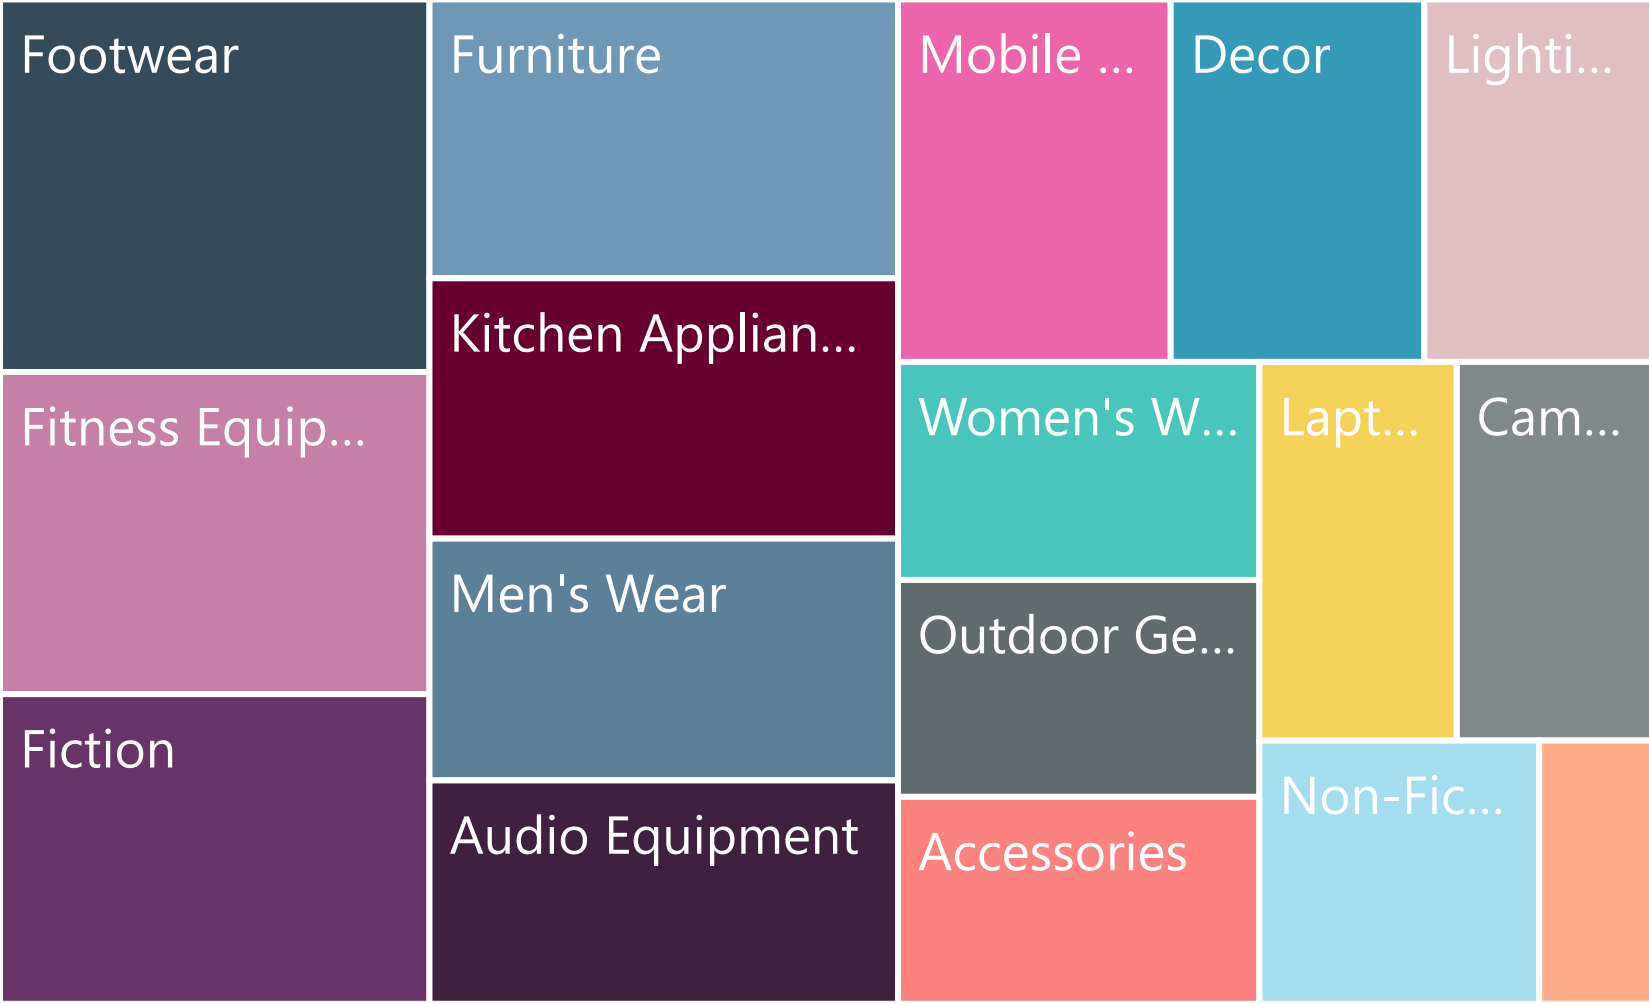 Footwear
Fitness Equip...
Fiction
Furniture
Kitchen Applian...
Men's Wear
Audio Equipment
Mobile ...
Decor
Lighti...
Women's W...
Outdoor Ge...
Accessories
Lapt...
Cam...
Non-Fic...